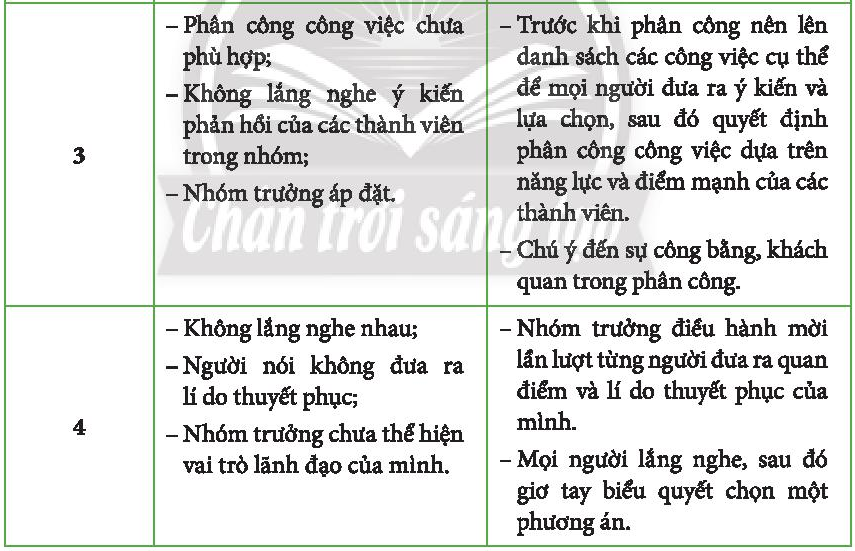 3
– Phân công công việc chưa
phù hợp;
– Không lắng nghe ý kiến
phản hồi của các thành viên
trong nhóm;
– Nhóm trưởng áp đặt.
– Trước khi phân công nên lên
danh sách các công việc cụ thể
để mọi người đưa ra ý kiến và
lựa chọn, sau đó quyết định
phân công công việc dựa trên
năng lực và điểm mạnh của các
thành viên.
– Chú ý đến sự công bằng, khách
quan trong phân công.
Chân trời sáng tạo
4
– Không lắng nghe nhau;
– Người nói không đưa ra
lí do thuyết phục;
– Nhóm trưởng chưa thể hiện
vai trò lãnh đạo của mình.
– Nhóm trưởng điều hành mời
lần lượt từng người đưa ra quan
điểm và lí do thuyết phục của
mình.
– Mọi người lắng nghe, sau đó
giơ tay biểu quyết chọn một
phương án.